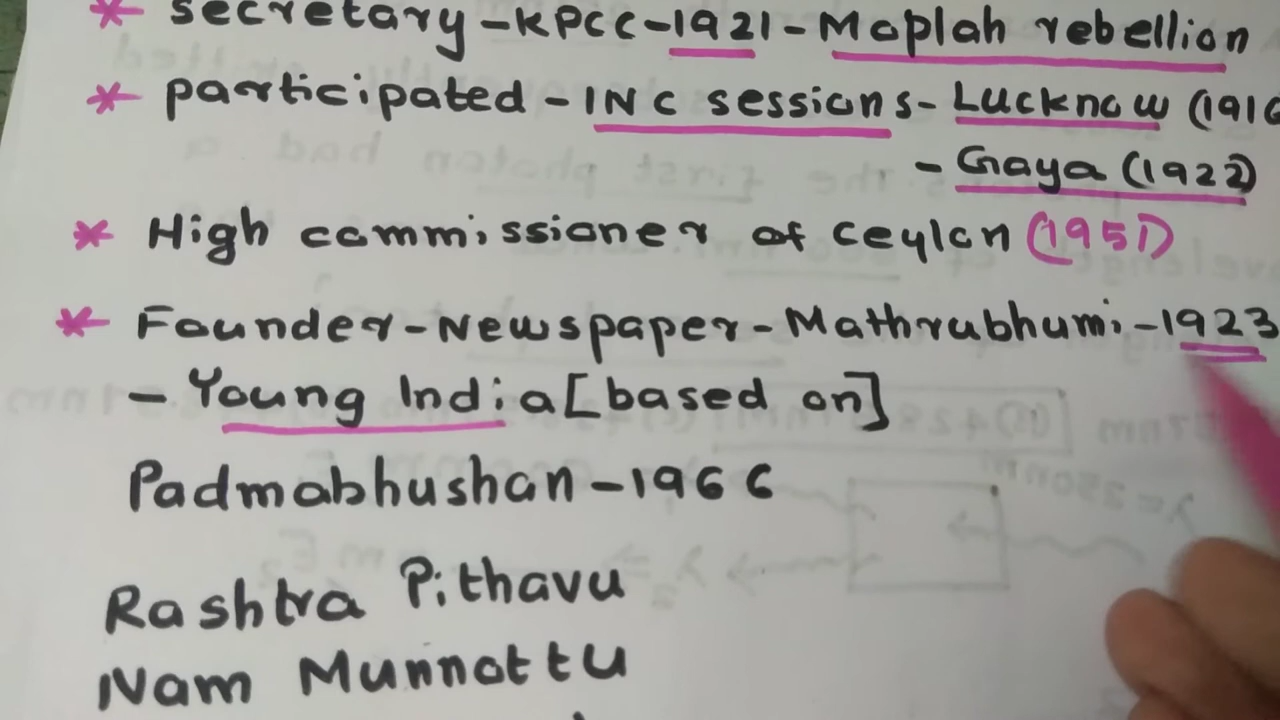 * secretary-KPCC-1921-Moplah rebellion
* participated-INC sessions-Lucknow (1916
- Gaya (1922)
* High commissioner of Ceylon (1951)
* Founder-Newspaper-Mathrubhumi-1923
- Young India [based on]
Padmabhushan-1966
Rashtra Pithavu
Nam Munnottu